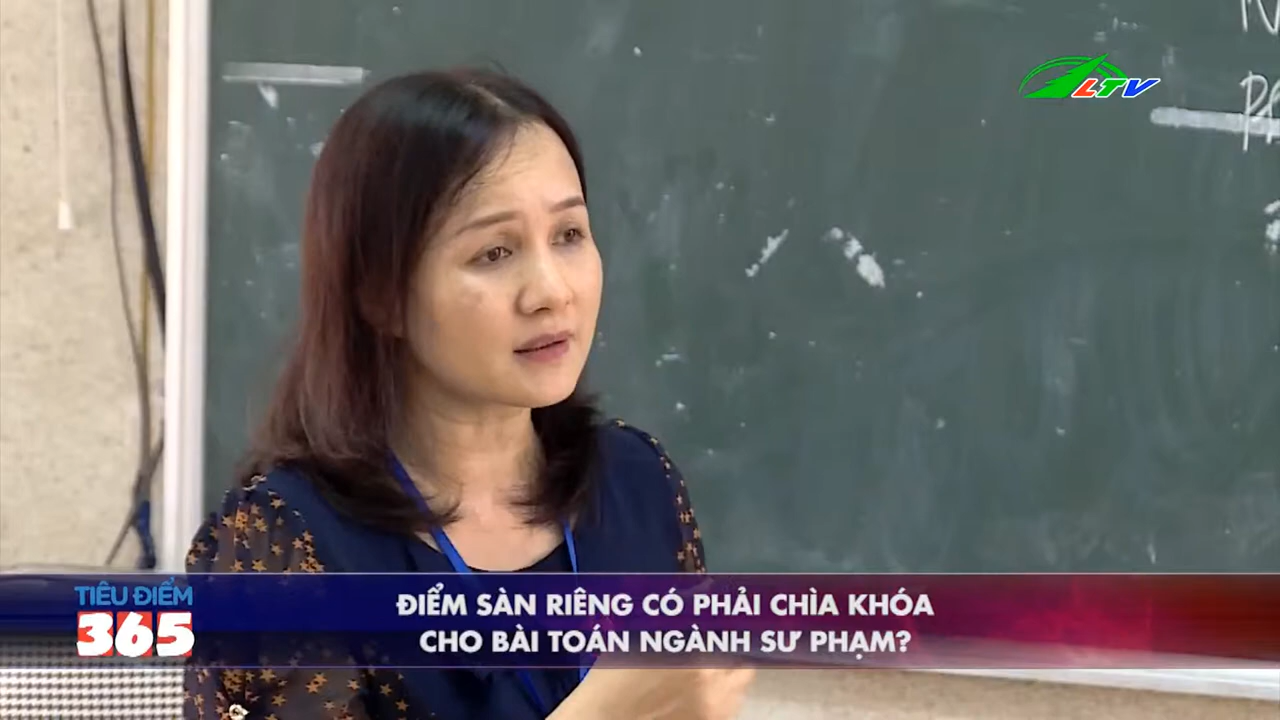 LTV
TIÊU ĐIỂM
365
ĐIỂM SÀN RIÊNG CÓ PHẢI CHÌA KHÓA
CHO BÀI TOÁN NGÀNH SƯ PHẠM?